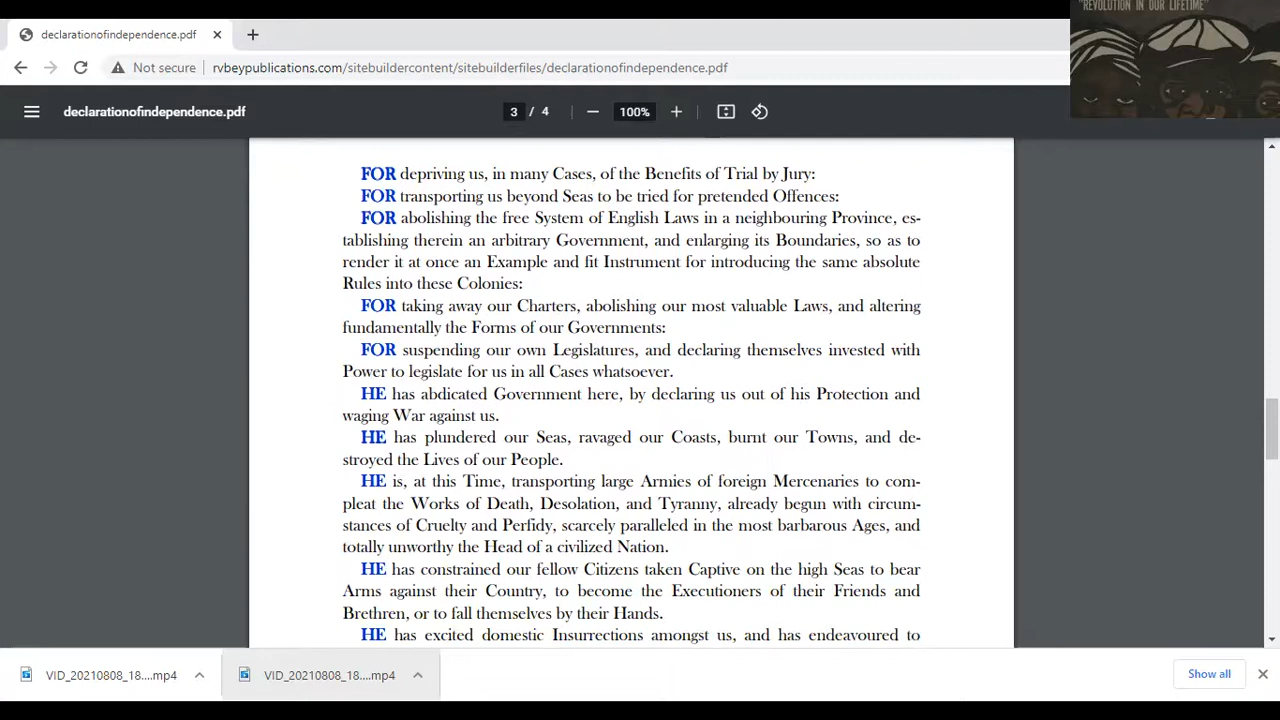 "REVOLUTION IN OUR LIFETIME"
declarationofindependence.pdf
Not secure
rvbeypublications.com/sitebuildercontent/sitebuilderfiles/declarationofindependence.pdf
declarationofindependence.pdf
3 / 4
100%
FOR depriving us, in many Cases, of the Benefits of Trial by Jury:
FOR transporting us beyond Seas to be tried for pretended Offences:
FOR abolishing the free System of English Laws in a neighbouring Province, es-
tablishing therein an arbitrary Government, and enlarging its Boundaries, so as to
render it at once an Example and fit Instrument for introducing the same absolute
Rules into these Colonies:
FOR taking away our Charters, abolishing our most valuable Laws, and altering
fundamentally the Forms of our Governments:
FOR suspending our own Legislatures, and declaring themselves invested with
Power to legislate for us in all Cases whatsoever.
HE has abdicated Government here, by declaring us out of his Protection and
waging War against us.
HE has plundered our Seas, ravaged our Coasts, burnt our Towns, and de-
stroyed the Lives of our People.
HE is, at this Time, transporting large Armies of foreign Mercenaries to com-
pleat the Works of Death, Desolation, and Tyranny, already begun with circum-
stances of Cruelty and Perfidy, scarcely paralleled in the most barbarous Ages, and
totally unworthy the Head of a civilized Nation.
HE has constrained our fellow Citizens taken Captive on the high Seas to bear
Arms against their Country, to become the Executioners of their Friends and
Brethren, or to fall themselves by their Hands.
HE has excited domestic Insurrections amongst us, and has endeavoured to
VID_20210808_18....mp4
VID_20210808_18....mp4
Show all